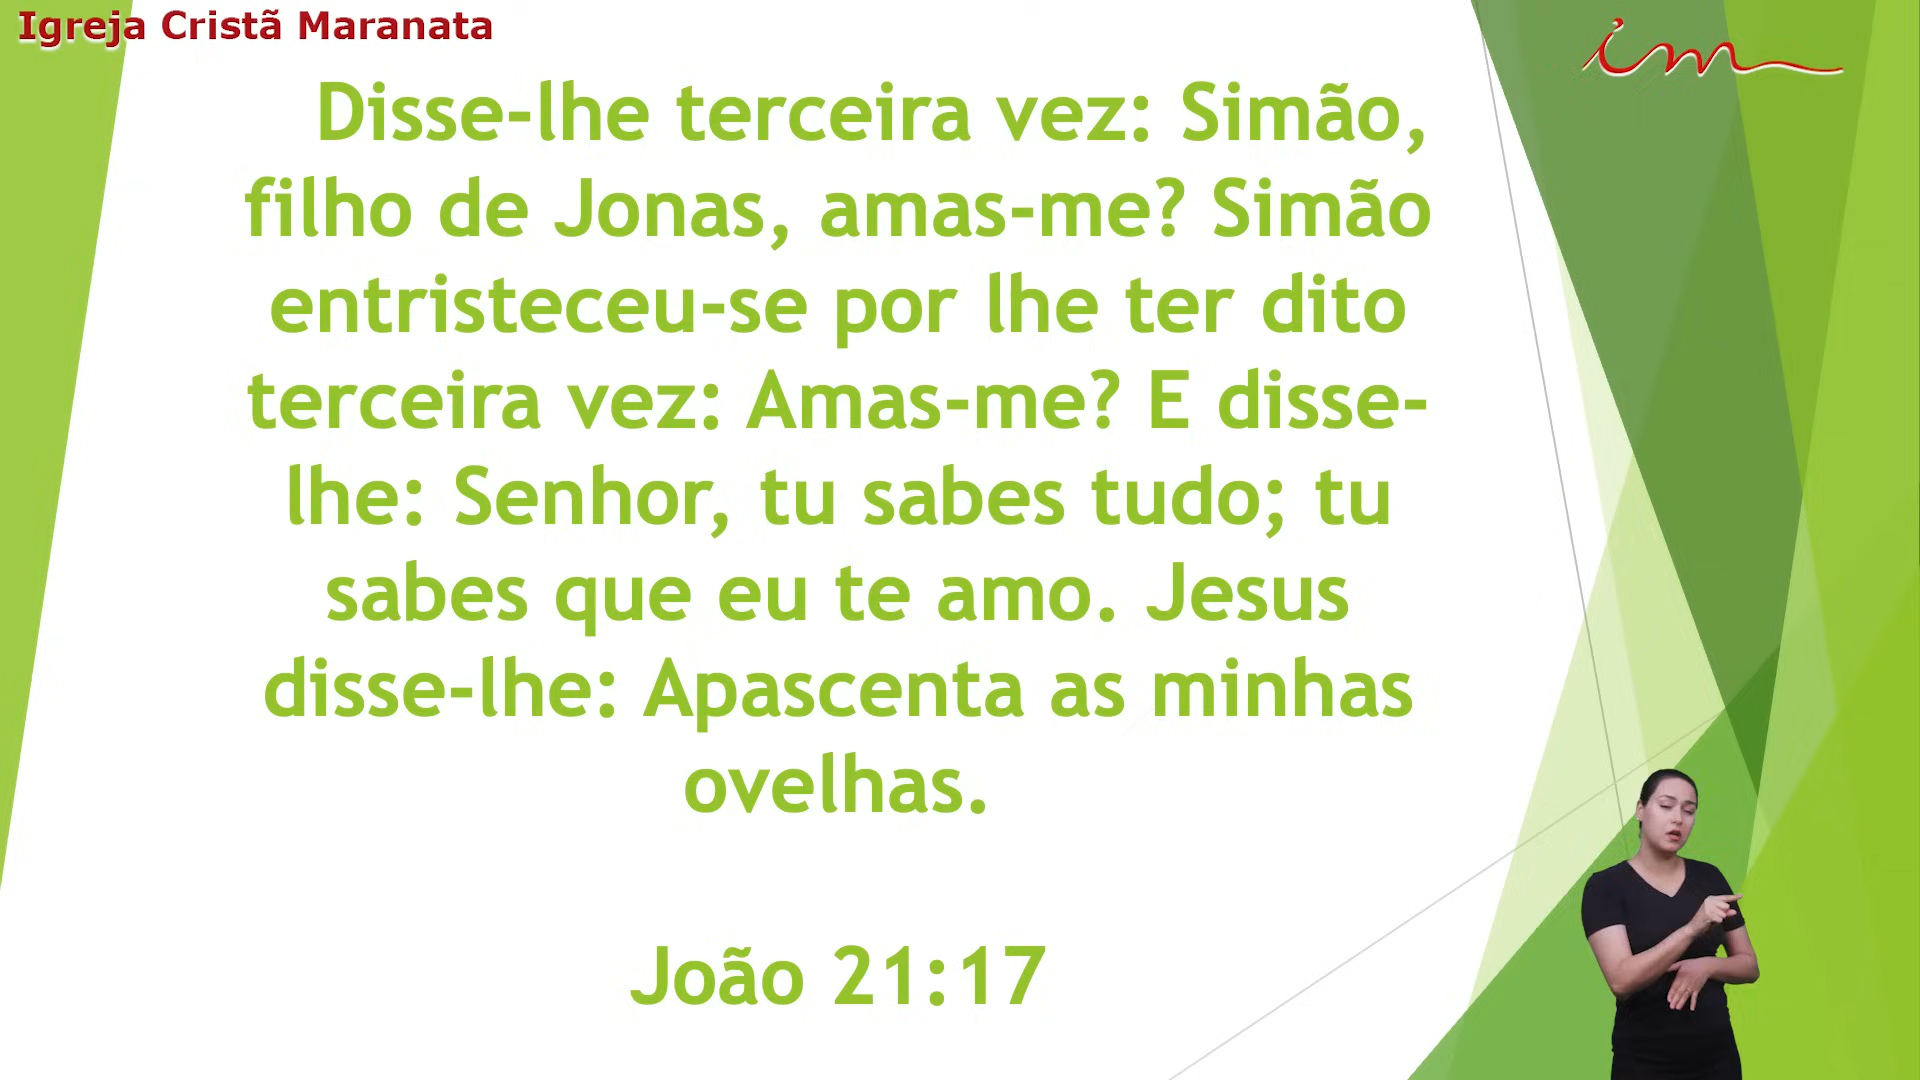 Igreja Cristã Maranata
im
Disse-lhe terceira vez: Simão,
filho de Jonas, amas-me? Simão
entristeceu-se por lhe ter dito
terceira vez: Amas-me? E disse-
lhe: Senhor, tu sabes tudo; tu
sabes que eu te amo. Jesus
disse-lhe: Apascenta as minhas
ovelhas.
João 21:17